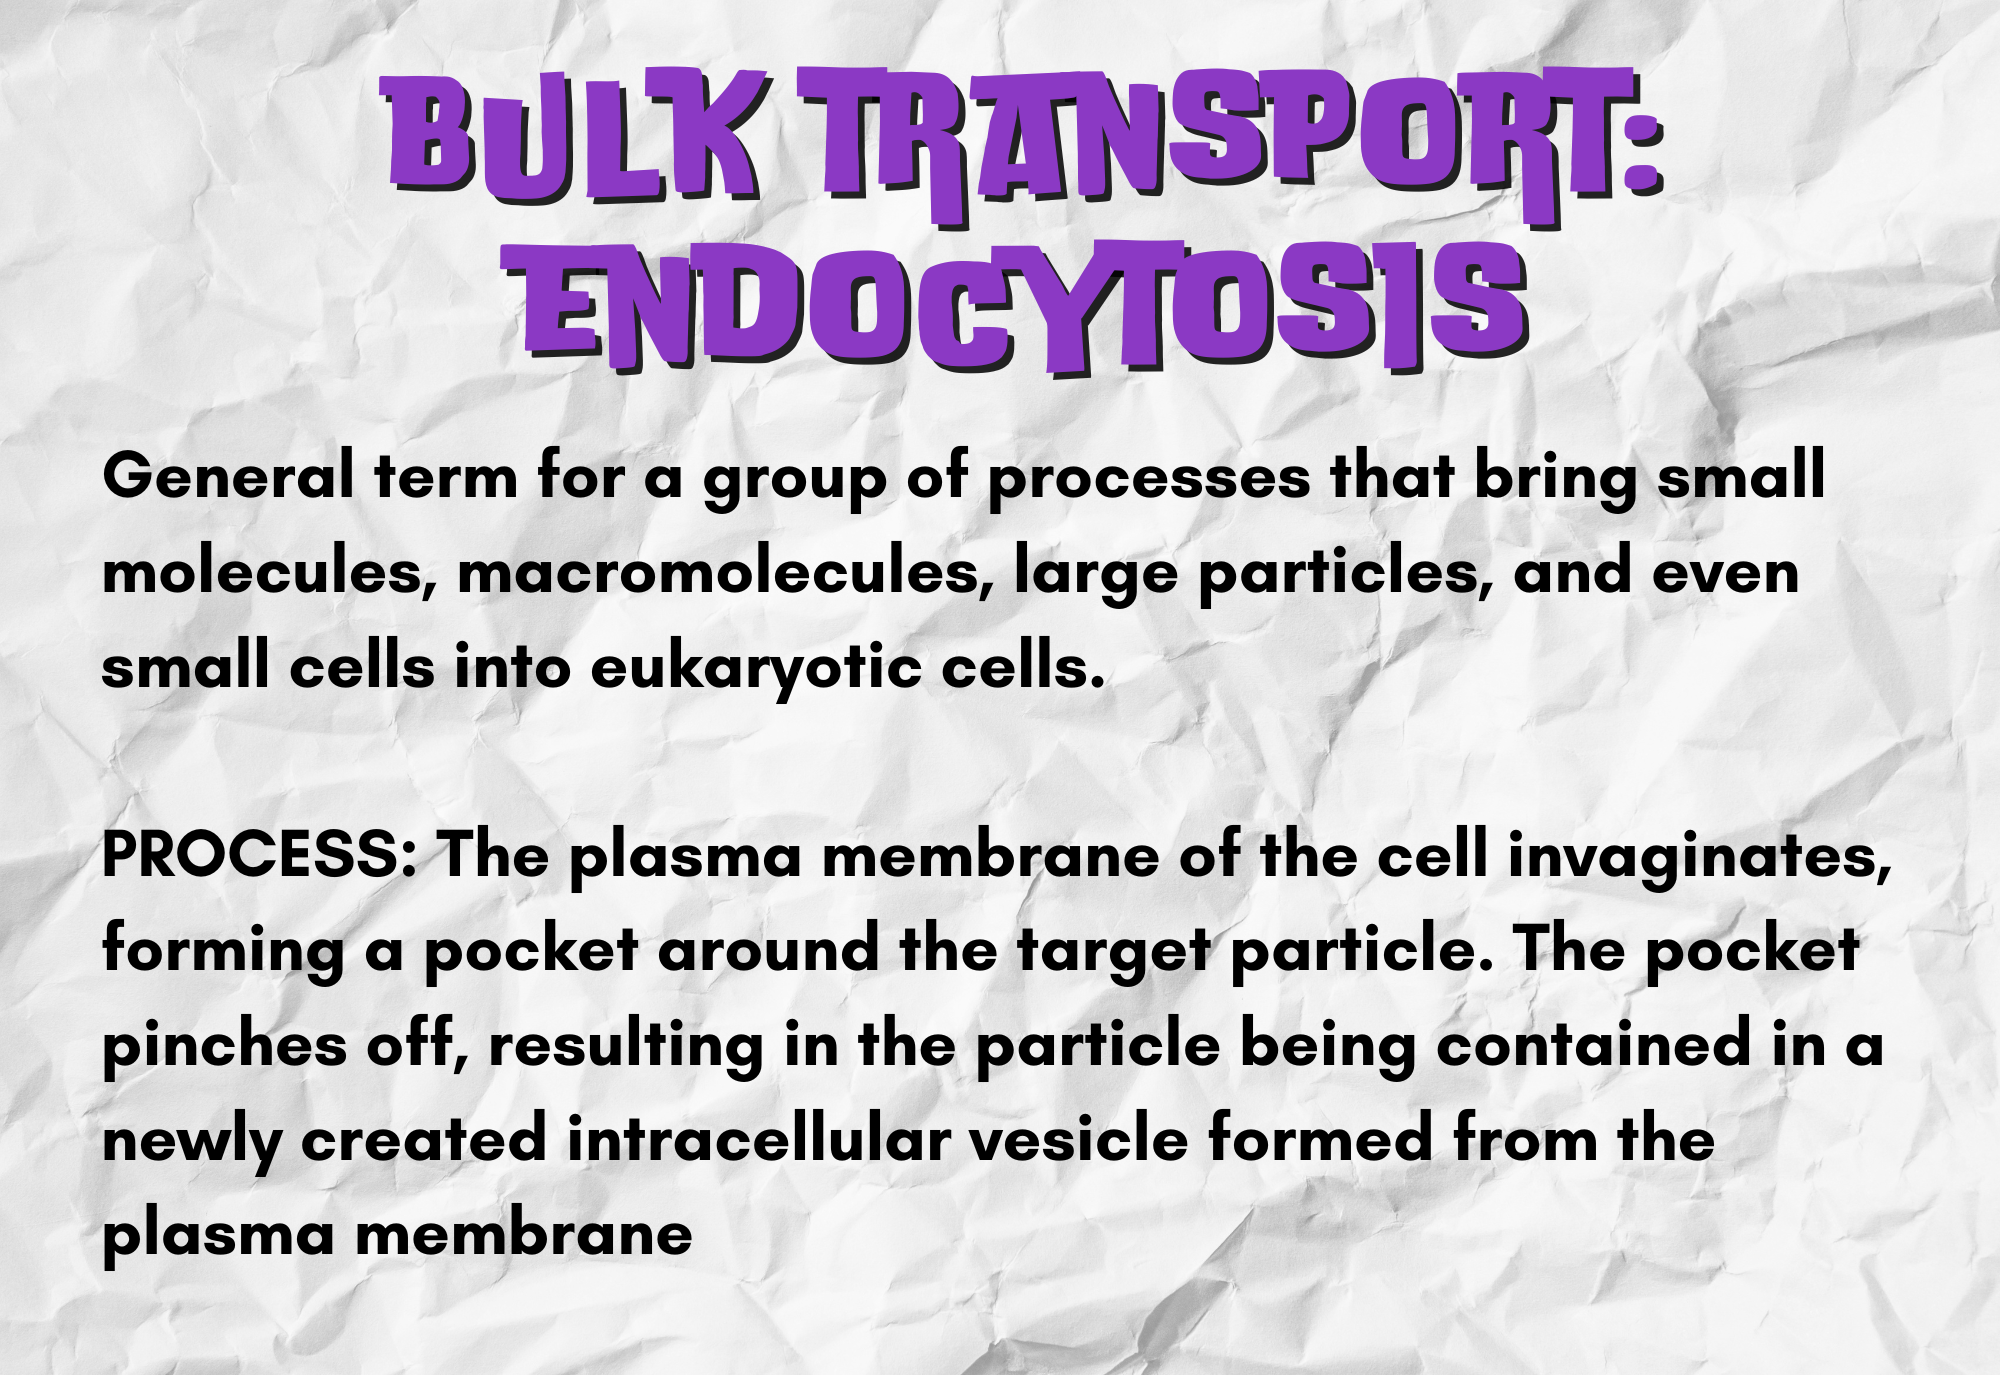 BULK TRANSPORT:
ENDOCYTOSIS
General term for a group of processes that bring small
molecules, macromolecules, large particles, and even
small cells into eukaryotic cells.
PROCESS: The plasma membrane of the cell invaginates,
forming a pocket around the target particle. The pocket
pinches off, resulting in the particle being contained in a
newly created intracellular vesicle formed from the
plasma membrane